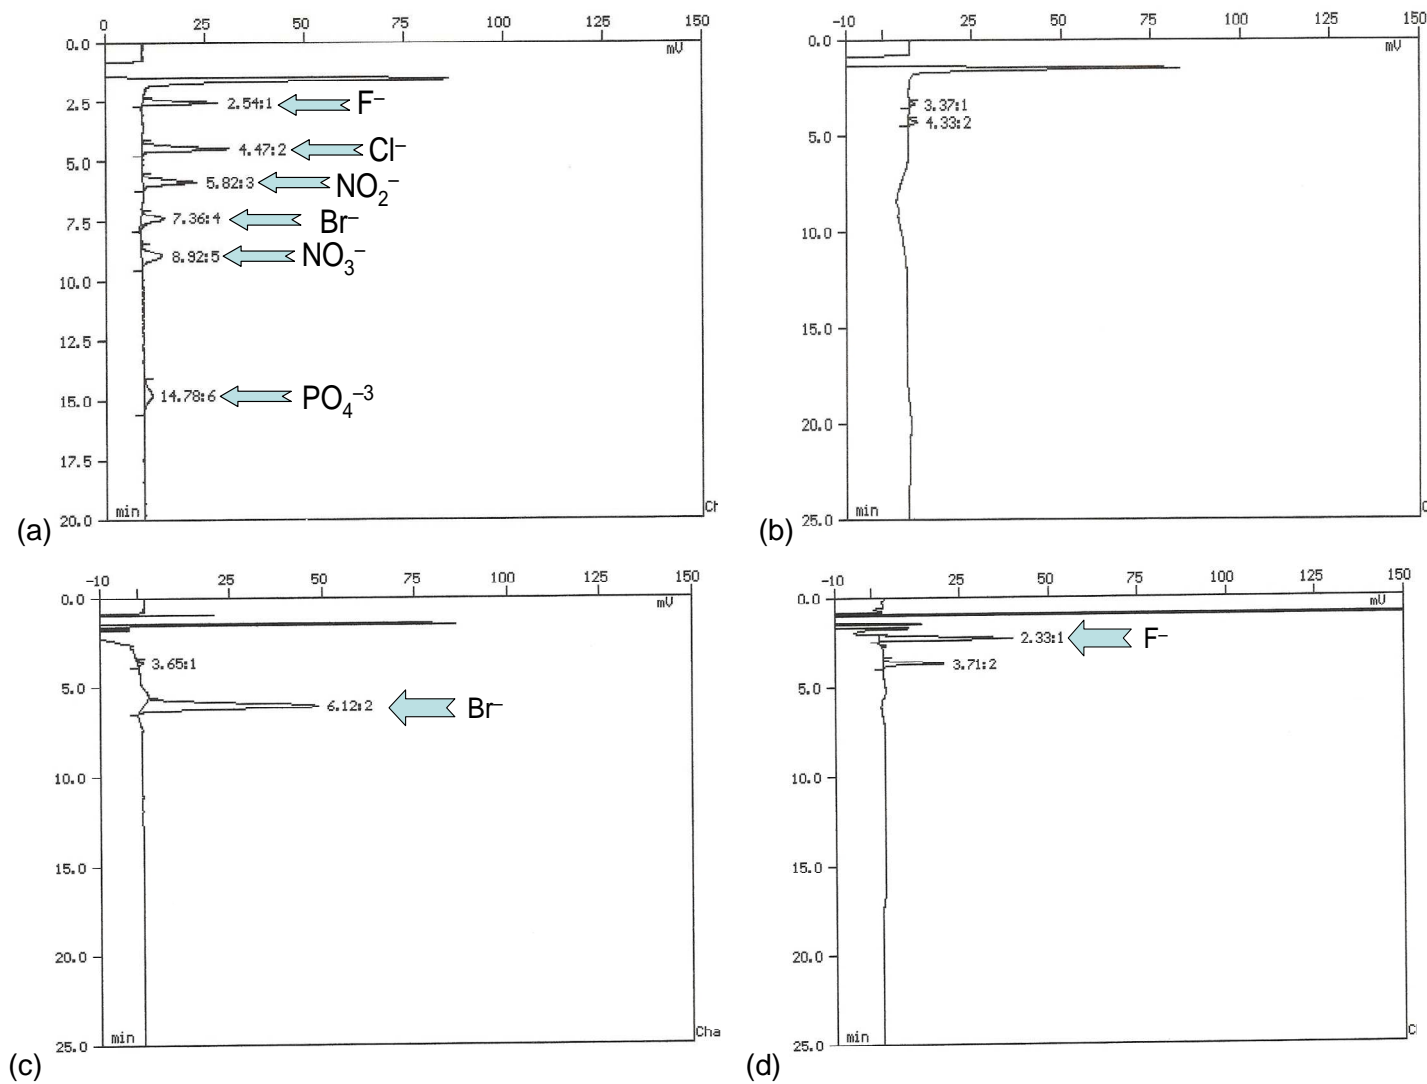 0 25 50 75 100 125 150
mV
0.0
2.5
2.54:1 F–
4.47:2 Cl–
5.0
5.82:3 NO2–
7.5
7.36:4 Br–
8.92:5 NO3–
10.0
12.5
14.78:6 PO4–3
15.0
17.5
20.0
min
(a)
-10 25 50 75 100 125 150
mV
0.0
3.37:1
4.33:2
5.0
10.0
15.0
20.0
25.0
min
(b)
-10 25 50 75 100 125 150
mV
0.0
3.65:1
5.0
6.12:2 Br–
10.0
15.0
20.0
Cha
25.0
min
(c)
-10 25 50 75 100 125 150
mV
0.0
2.33:1 F–
3.71:2
5.0
10.0
15.0
20.0
25.0
min
(d)